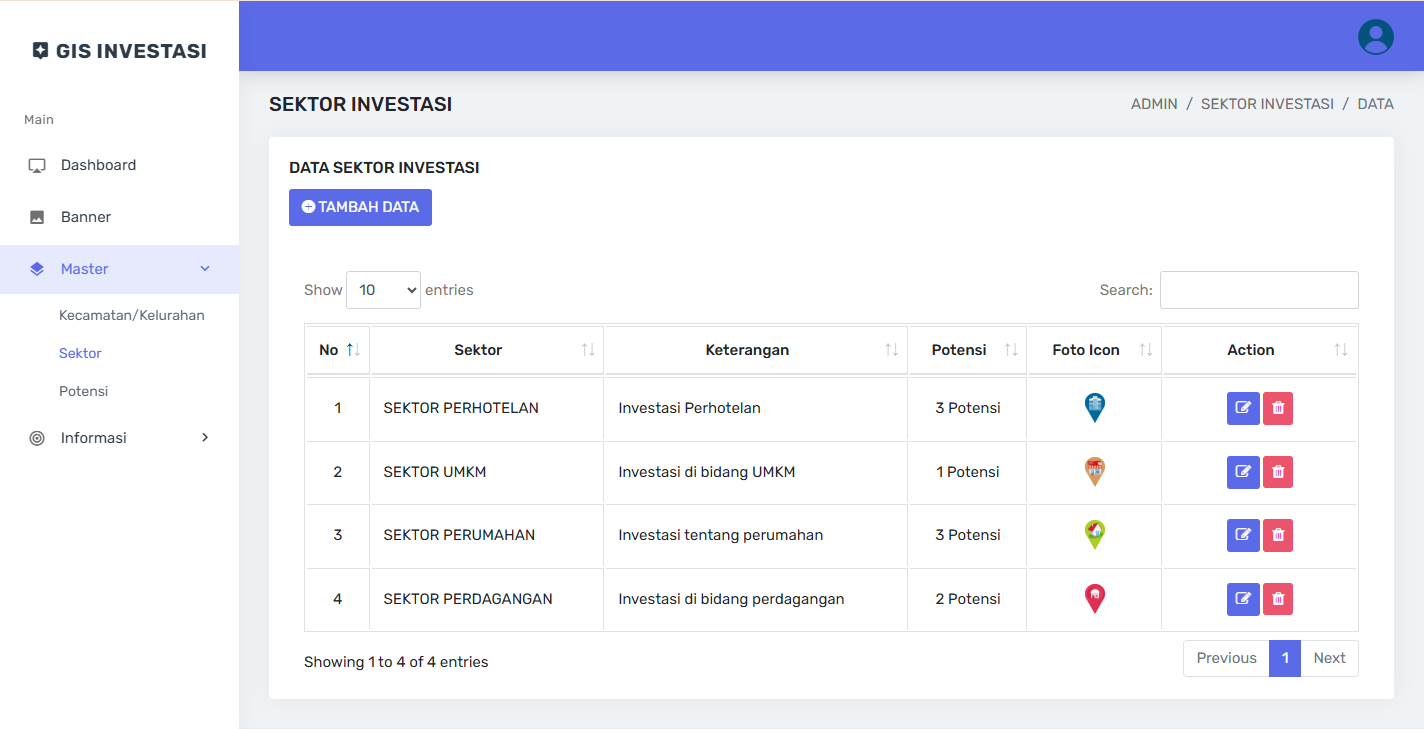 GIS INVESTASI
Main
Dashboard
Banner
Master
Kecamatan/Kelurahan
Sektor
Potensi
Informasi
SEKTOR INVESTASI
ADMIN / SEKTOR INVESTASI / DATA
DATA SEKTOR INVESTASI
TAMBAH DATA
Show 10 entries
Search:
No Sektor Keterangan Potensi Foto Icon Action
1 SEKTOR PERHOTELAN Investasi Perhotelan 3 Potensi
2 SEKTOR UMKM Investasi di bidang UMKM 1 Potensi
3 SEKTOR PERUMAHAN Investasi tentang perumahan 3 Potensi
4 SEKTOR PERDAGANGAN Investasi di bidang perdagangan 2 Potensi
Showing 1 to 4 of 4 entries
Previous 1 Next